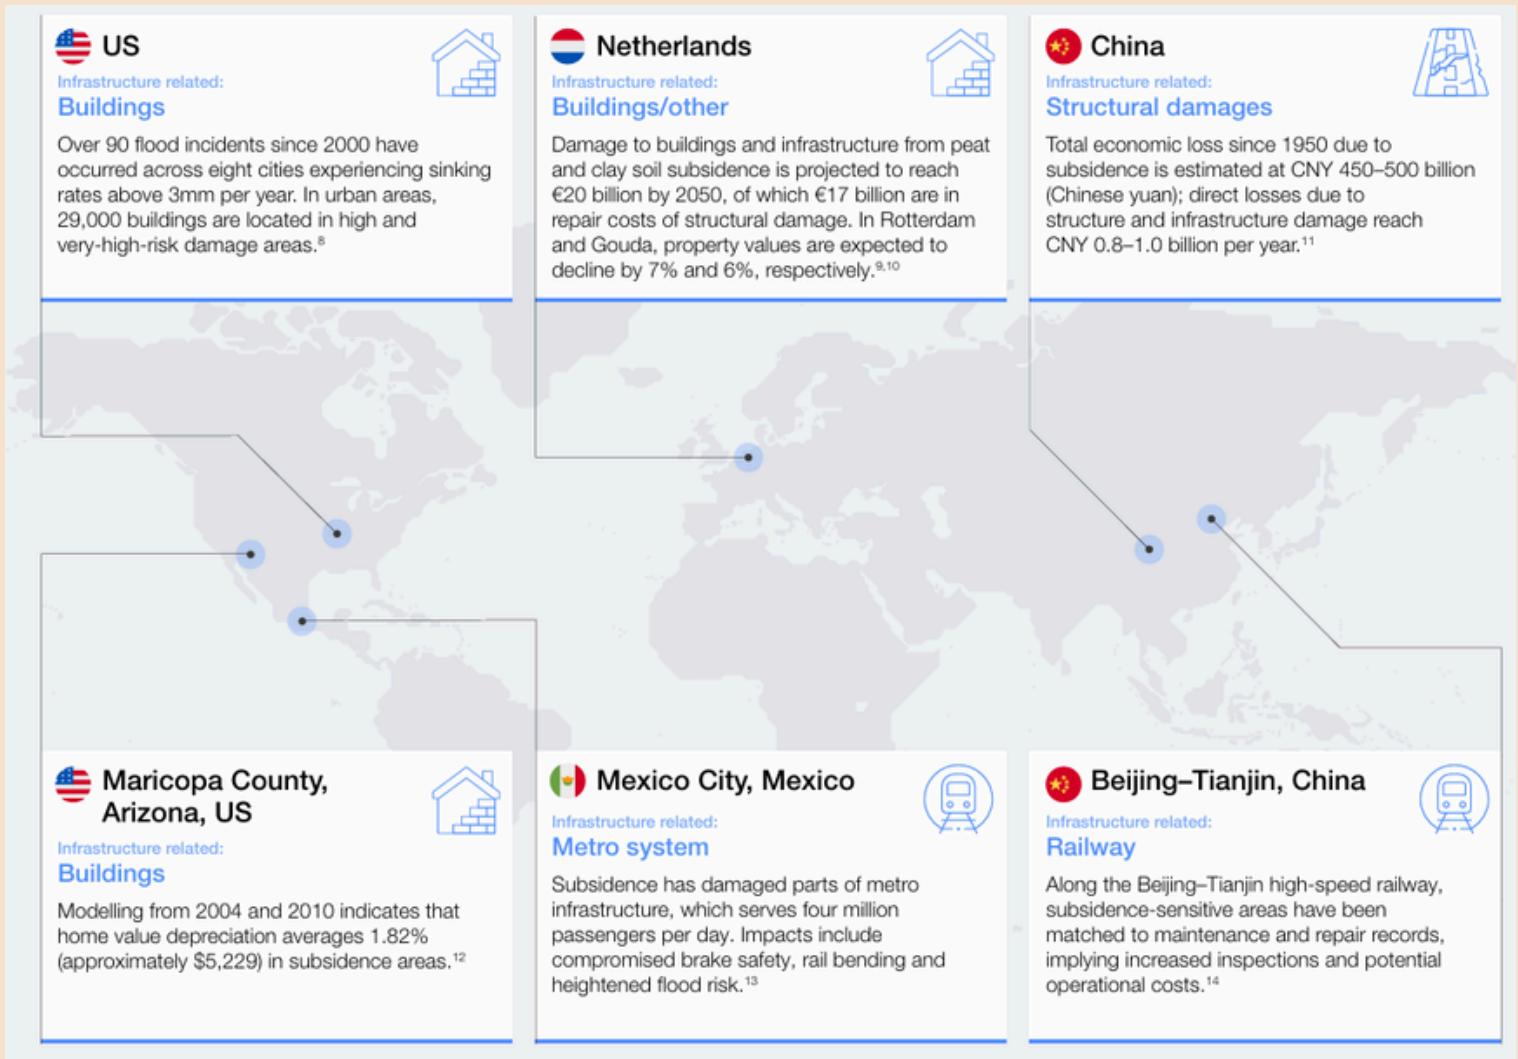 US
Infrastructure related:
Buildings
Over 90 flood incidents since 2000 have
occurred across eight cities experiencing sinking
rates above 3mm per year. In urban areas,
29,000 buildings are located in high and
very-high-risk damage areas.⁸
Netherlands
Infrastructure related:
Buildings/other
Damage to buildings and infrastructure from peat
and clay soil subsidence is projected to reach
€20 billion by 2050, of which €17 billion are in
repair costs of structural damage. In Rotterdam
and Gouda, property values are expected to
decline by 7% and 6%, respectively.⁹,¹⁰
China
Infrastructure related:
Structural damages
Total economic loss since 1950 due to
subsidence is estimated at CNY 450–500 billion
(Chinese yuan); direct losses due to
structure and infrastructure damage reach
CNY 0.8–1.0 billion per year.¹¹
Maricopa County,
Arizona, US
Infrastructure related:
Buildings
Modelling from 2004 and 2010 indicates that
home value depreciation averages 1.82%
(approximately $5,229) in subsidence areas.¹²
Mexico City, Mexico
Infrastructure related:
Metro system
Subsidence has damaged parts of metro
infrastructure, which serves four million
passengers per day. Impacts include
compromised brake safety, rail bending and
heightened flood risk.¹³
Beijing–Tianjin, China
Infrastructure related:
Railway
Along the Beijing–Tianjin high-speed railway,
subsidence-sensitive areas have been
matched to maintenance and repair records,
implying increased inspections and potential
operational costs.¹⁴